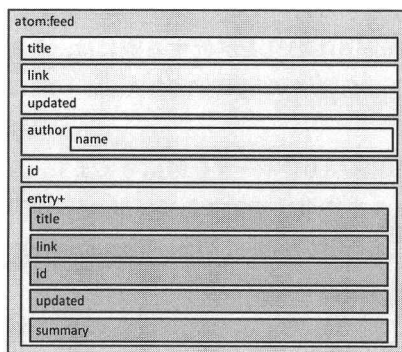 atom:feed
title
link
updated
author
name
id
entry+
title
link
id
updated
summary